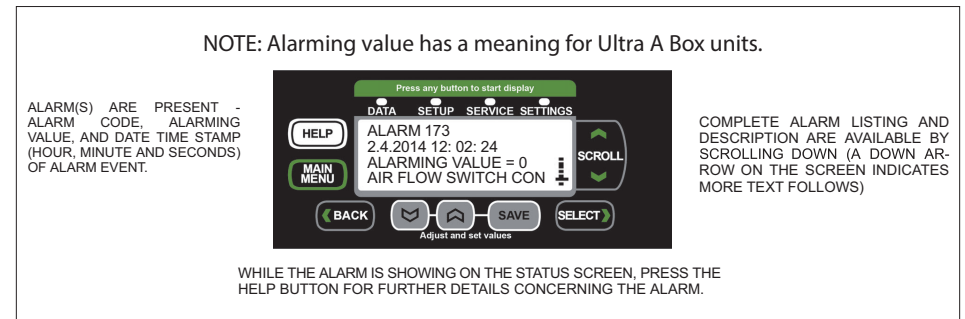 NOTE: Alarming value has a meaning for Ultra A Box units.
ALARM(S) ARE PRESENT -
ALARM CODE, ALARMING
VALUE, AND DATE TIME STAMP
(HOUR, MINUTE AND SECONDS)
OF ALARM EVENT.
Press any button to start display
DATA SETUP SERVICE SETTINGS
HELP
MAIN
MENU
ALARM 173
2.4.2014 12: 02: 24
ALARMING VALUE = 0
AIR FLOW SWITCH CON
SCROLL
BACK
SAVE
SELECT
Adjust and set values
COMPLETE ALARM LISTING AND
DESCRIPTION ARE AVAILABLE BY
SCROLLING DOWN (A DOWN AR-
ROW ON THE SCREEN INDICATES
MORE TEXT FOLLOWS)
WHILE THE ALARM IS SHOWING ON THE STATUS SCREEN, PRESS THE
HELP BUTTON FOR FURTHER DETAILS CONCERNING THE ALARM.